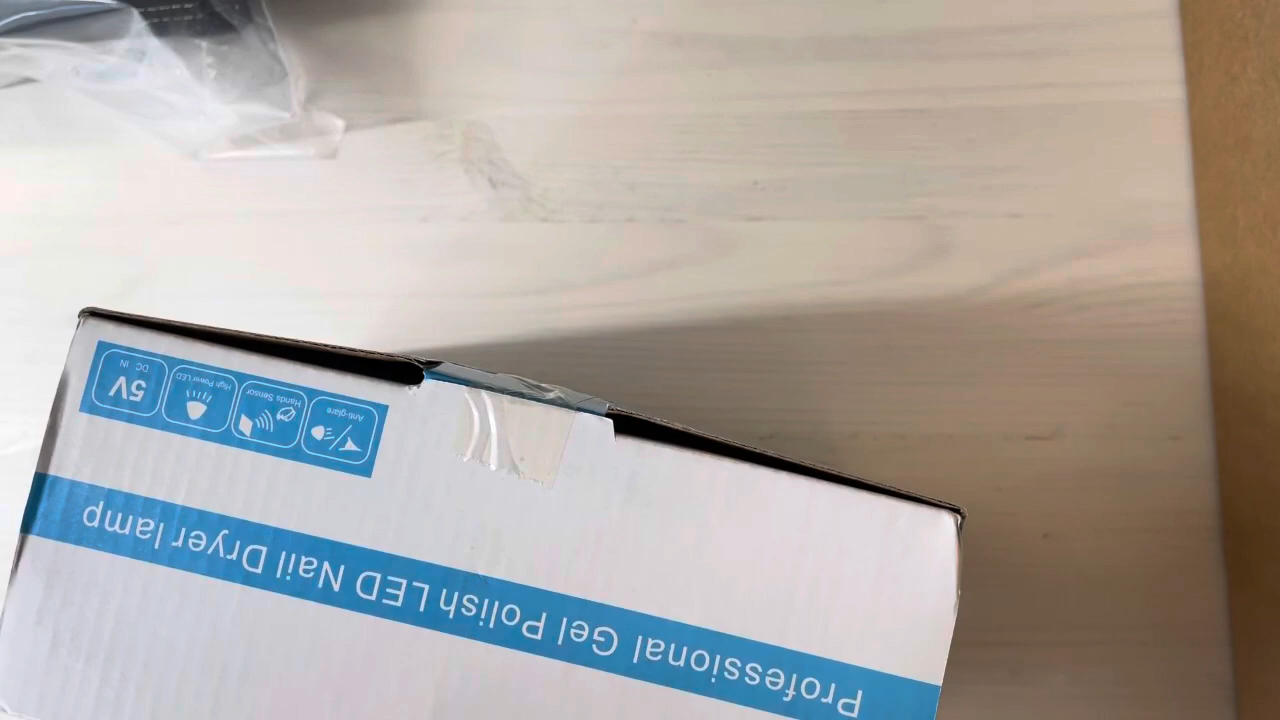 Professional Gel Polish LED Nail Dryer lamp
Anti-glare
Hands Sensor
High Power LED
5V
DC IN